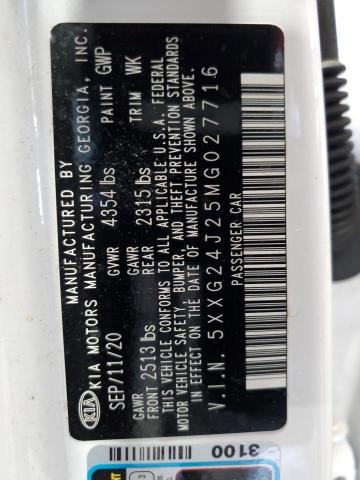 KIA
MANUFACTURED BY
KIA MOTORS MANUFACTURING GEORGIA, INC.
SEP/11/20 GVWR 4354 lbs PAINT GWP
GAWR FRONT 2513 lbs GAWR REAR 2315 lbs TRIM WK
THIS VEHICLE CONFORMS TO ALL APPLICABLE U.S.A. FEDERAL
MOTOR VEHICLE SAFETY, BUMPER, AND THEFT PREVENTION STANDARDS
IN EFFECT ON THE DATE OF MANUFACTURE SHOWN ABOVE.
V.I.N. 5XXG24J25MG027716
PASSENGER CAR
3100